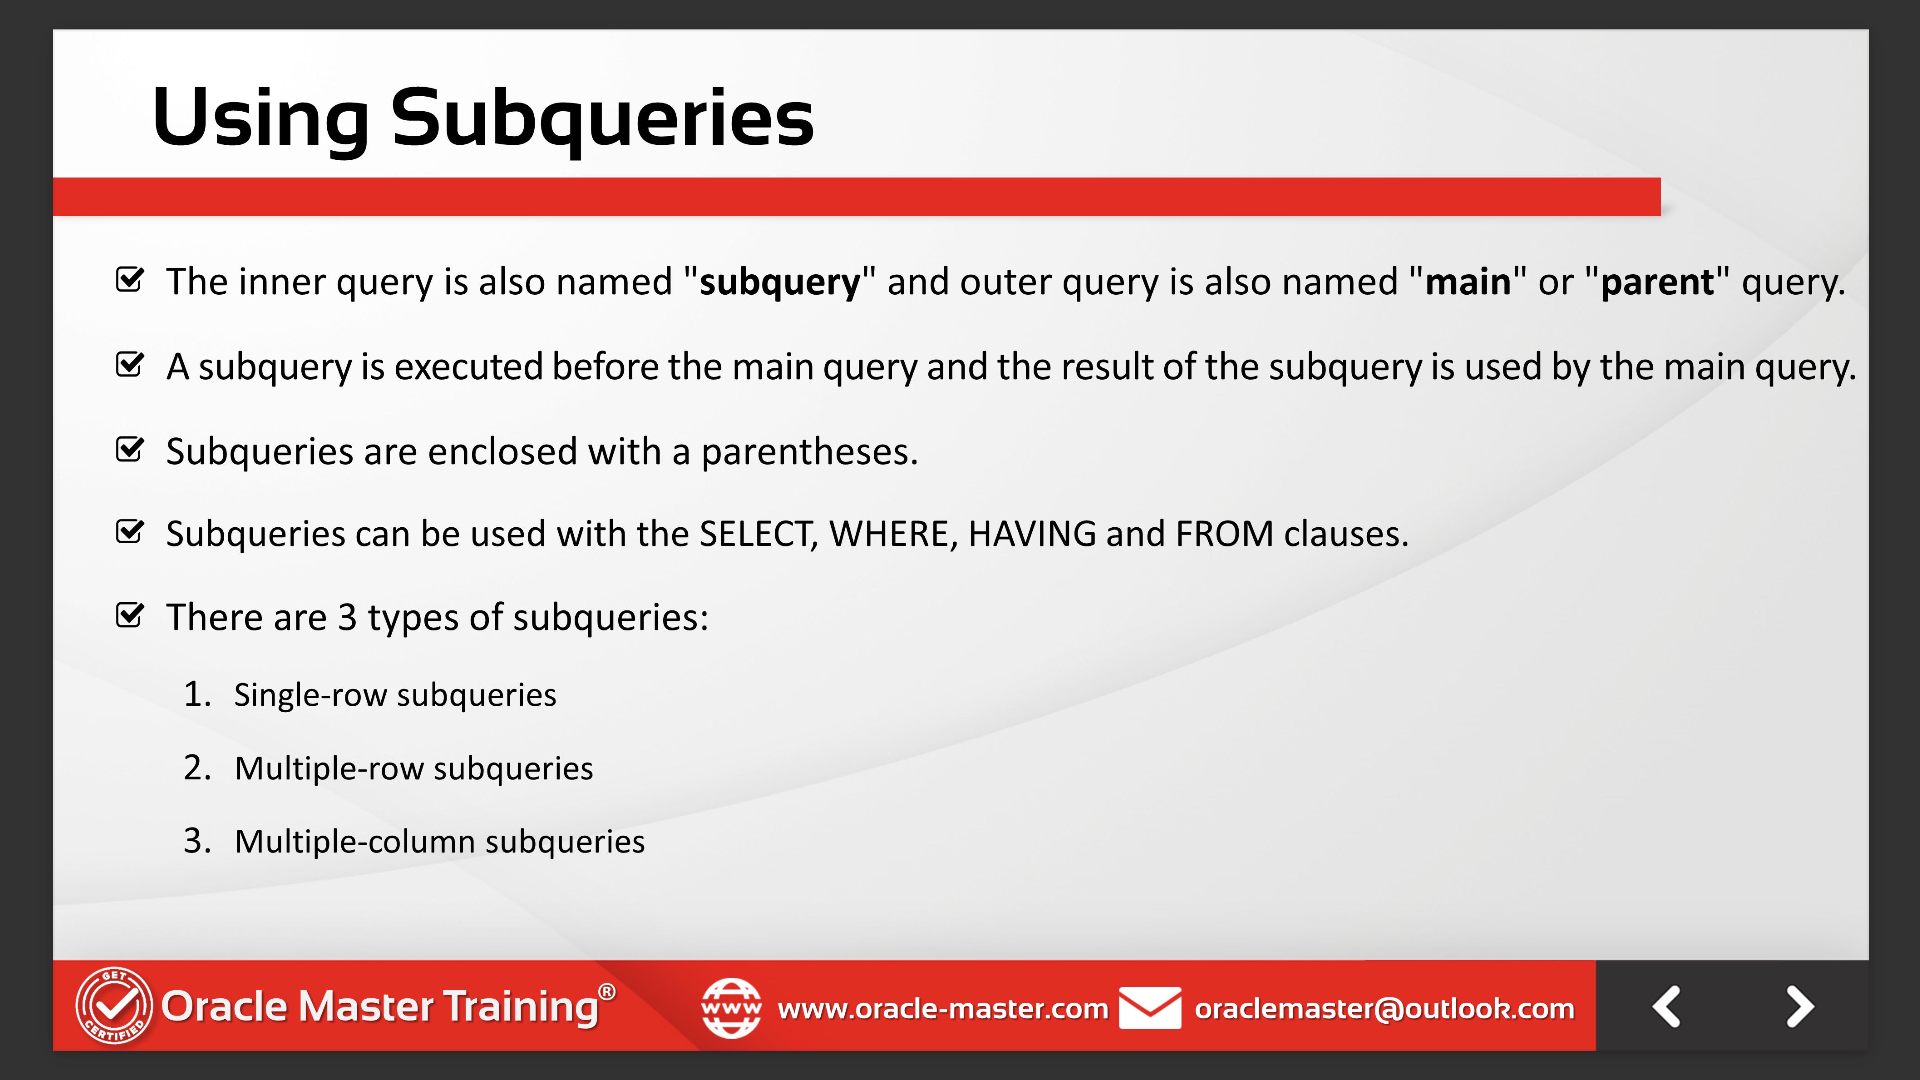 Using Subqueries
The inner query is also named "subquery" and outer query is also named "main" or "parent" query.
A subquery is executed before the main query and the result of the subquery is used by the main query.
Subqueries are enclosed with a parentheses.
Subqueries can be used with the SELECT, WHERE, HAVING and FROM clauses.
There are 3 types of subqueries:
1. Single-row subqueries
2. Multiple-row subqueries
3. Multiple-column subqueries
GET CERTIFIED
Oracle Master Training®
www
www.oracle-master.com
oraclemaster@outlook.com